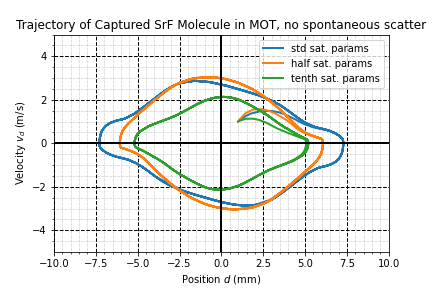 Trajectory of Captured SrF Molecule in MOT, no spontaneous scatter
std sat. params
half sat. params
tenth sat. params
4
2
0
−2
−4
Velocity v_d (m/s)
−10.0 −7.5 −5.0 −2.5 0.0 2.5 5.0 7.5 10.0
Position d (mm)